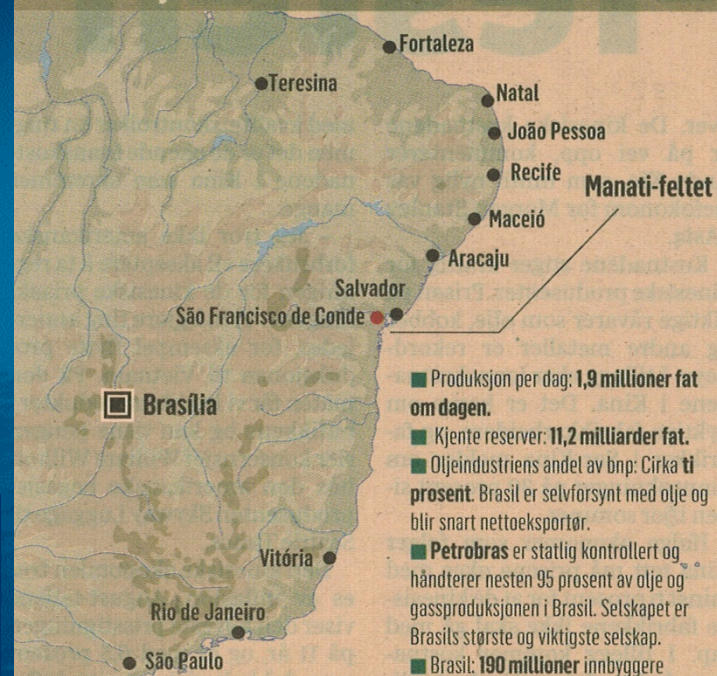 Fortaleza
Teresina
Natal
João Pessoa
Recife
Manati-feltet
Maceió
Aracaju
Salvador
São Francisco de Conde
Brasília
Vitória
Rio de Janeiro
São Paulo
Produksjon per dag: 1,9 millioner fat
om dagen.
Kjente reserver: 11,2 milliarder fat.
Oljeindustriens andel av bnp: Cirka ti
prosent. Brasil er selvforsynt med olje og
blir snart nettoeksportør.
Petrobras er statlig kontrollert og
håndterer nesten 95 prosent av olje og
gassproduksjonen i Brasil. Selskapet er
Brasils største og viktigste selskap.
Brasil: 190 millioner innbyggere